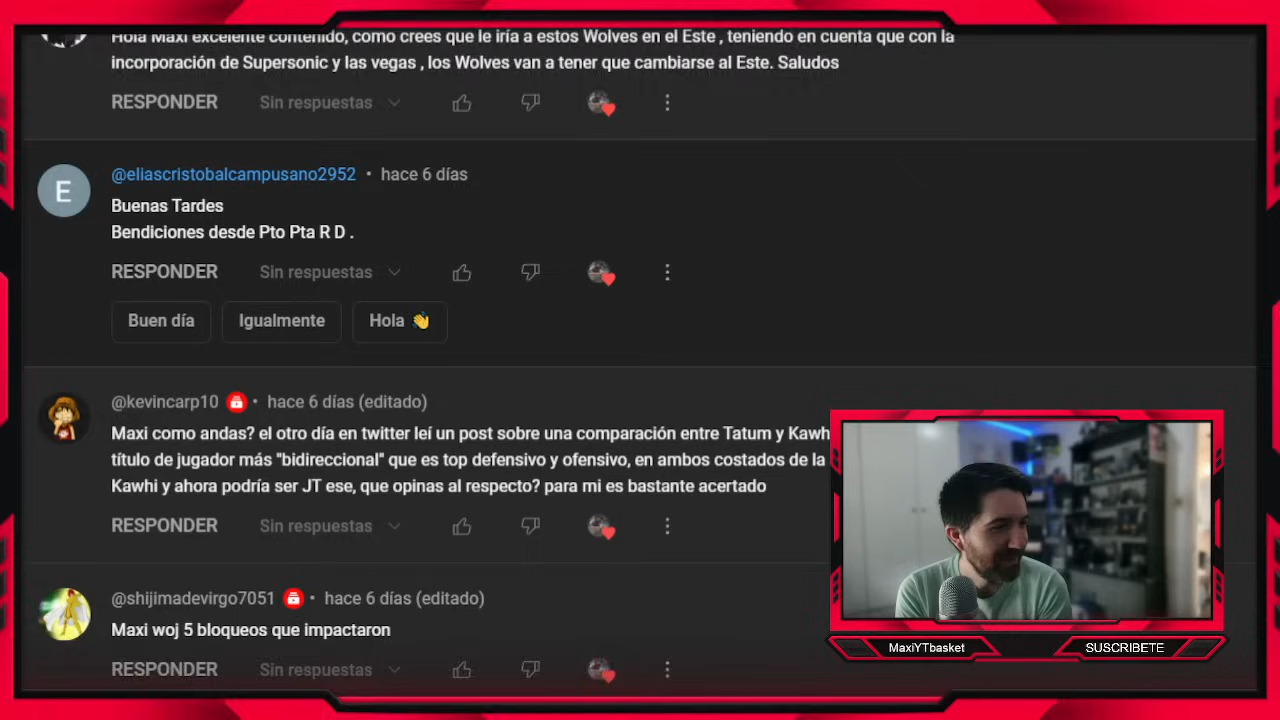 Hola Maxi excelente contenido, como crees que le iría a estos Wolves en el Este , teniendo en cuenta que con la
incorporación de Supersonic y las vegas , los Wolves van a tener que cambiarse al Este. Saludos
RESPONDER Sin respuestas
E
@eliascristobalcampusano2952 • hace 6 días
Buenas Tardes
Bendiciones desde Pto Pta R D .
RESPONDER Sin respuestas
Buen día Igualmente Hola 👋
@kevincarp10 • hace 6 días (editado)
Maxi como andas? el otro día en twitter leí un post sobre una comparación entre Tatum y Kawh
título de jugador más "bidireccional" que es top defensivo y ofensivo, en ambos costados de la
Kawhi y ahora podría ser JT ese, que opinas al respecto? para mi es bastante acertado
RESPONDER Sin respuestas
@shijimadevirgo7051 • hace 6 días (editado)
Maxi woj 5 bloqueos que impactaron
RESPONDER Sin respuestas
MaxiYTbasket SUSCRIBETE